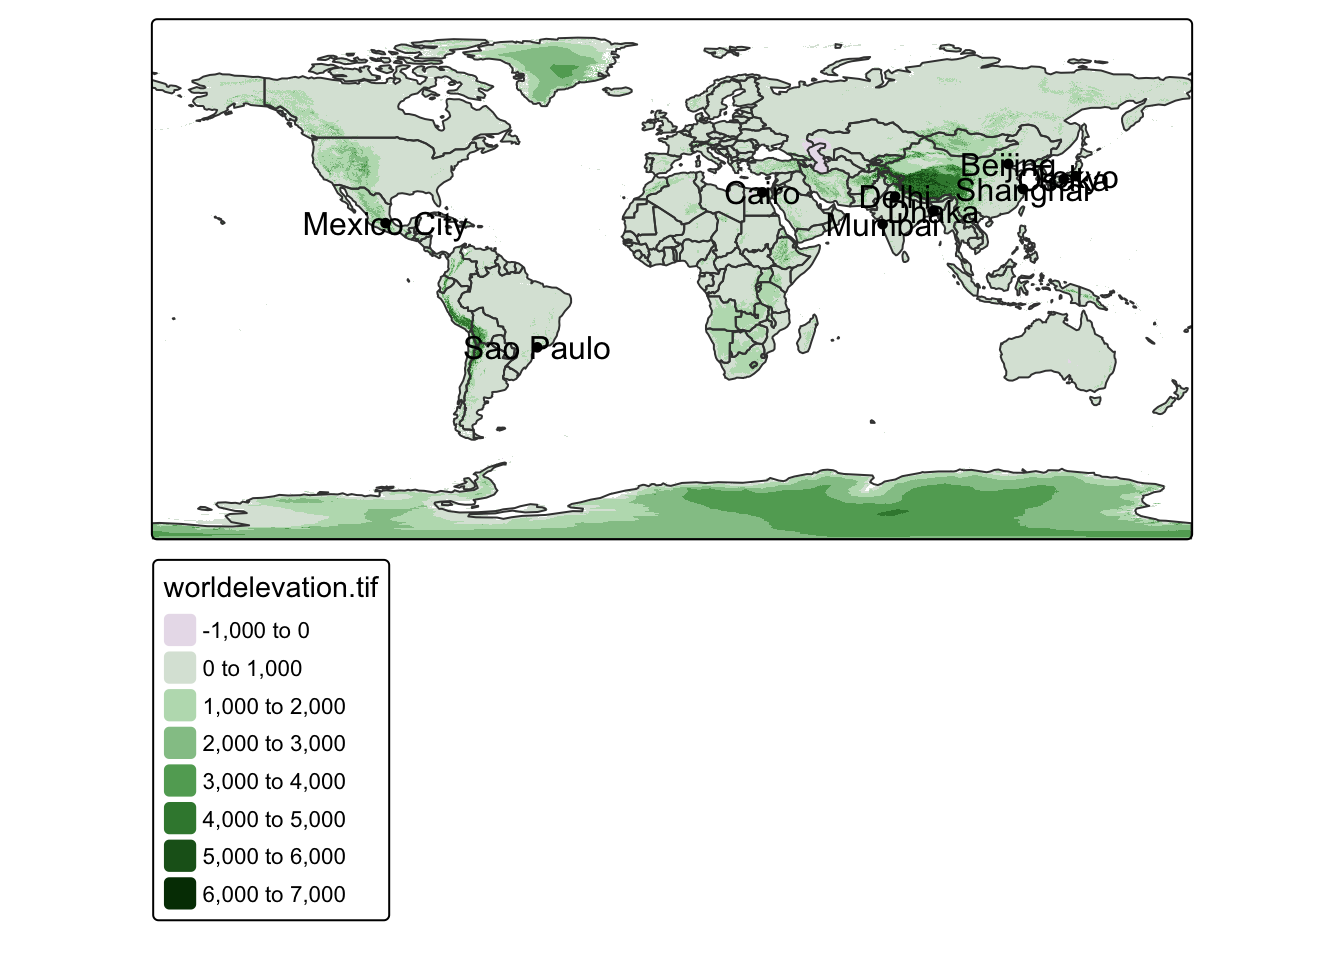 Beijing
Tokyo
Osaka
Shanghai
Cairo
Delhi
Dhaka
Mumbai
Mexico City
Sao Paulo
worldelevation.tif
-1,000 to 0
0 to 1,000
1,000 to 2,000
2,000 to 3,000
3,000 to 4,000
4,000 to 5,000
5,000 to 6,000
6,000 to 7,000